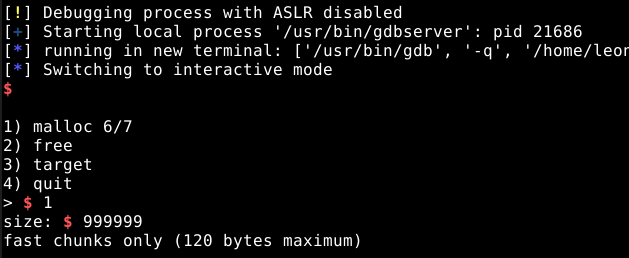 [!] Debugging process with ASLR disabled
[+] Starting local process '/usr/bin/gdbserver': pid 21686
[*] running in new terminal: ['/usr/bin/gdb', '-q', '/home/leon
[*] Switching to interactive mode
$
1) malloc 6/7
2) free
3) target
4) quit
> $ 1
size: $ 999999
fast chunks only (120 bytes maximum)